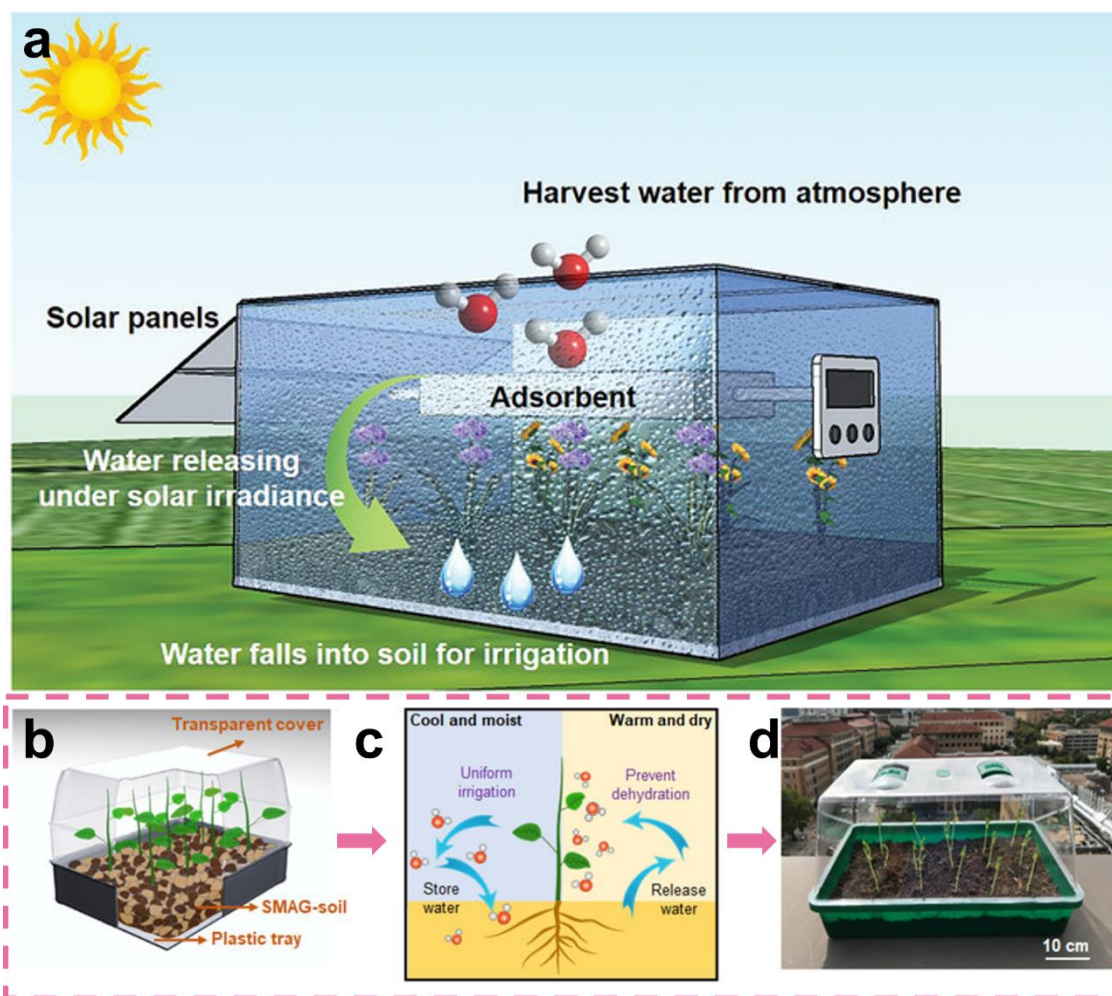 a
Harvest water from atmosphere
Solar panels
Adsorbent
Water releasing
under solar irradiance
Water falls into soil for irrigation
b
Transparent cover
SMAG-soil
Plastic tray
c
Cool and moist
Warm and dry
Uniform
irrigation
Prevent
dehydration
Store
water
Release
water
d
10 cm